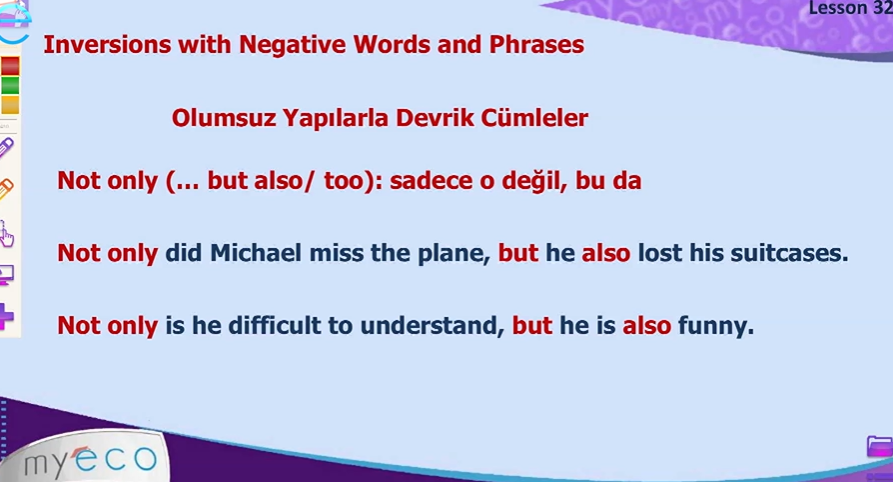 Lesson 32
Inversions with Negative Words and Phrases
Olumsuz Yapılarla Devrik Cümleler
Not only (... but also/ too): sadece o değil, bu da
Not only did Michael miss the plane, but he also lost his suitcases.
Not only is he difficult to understand, but he is also funny.
myeco